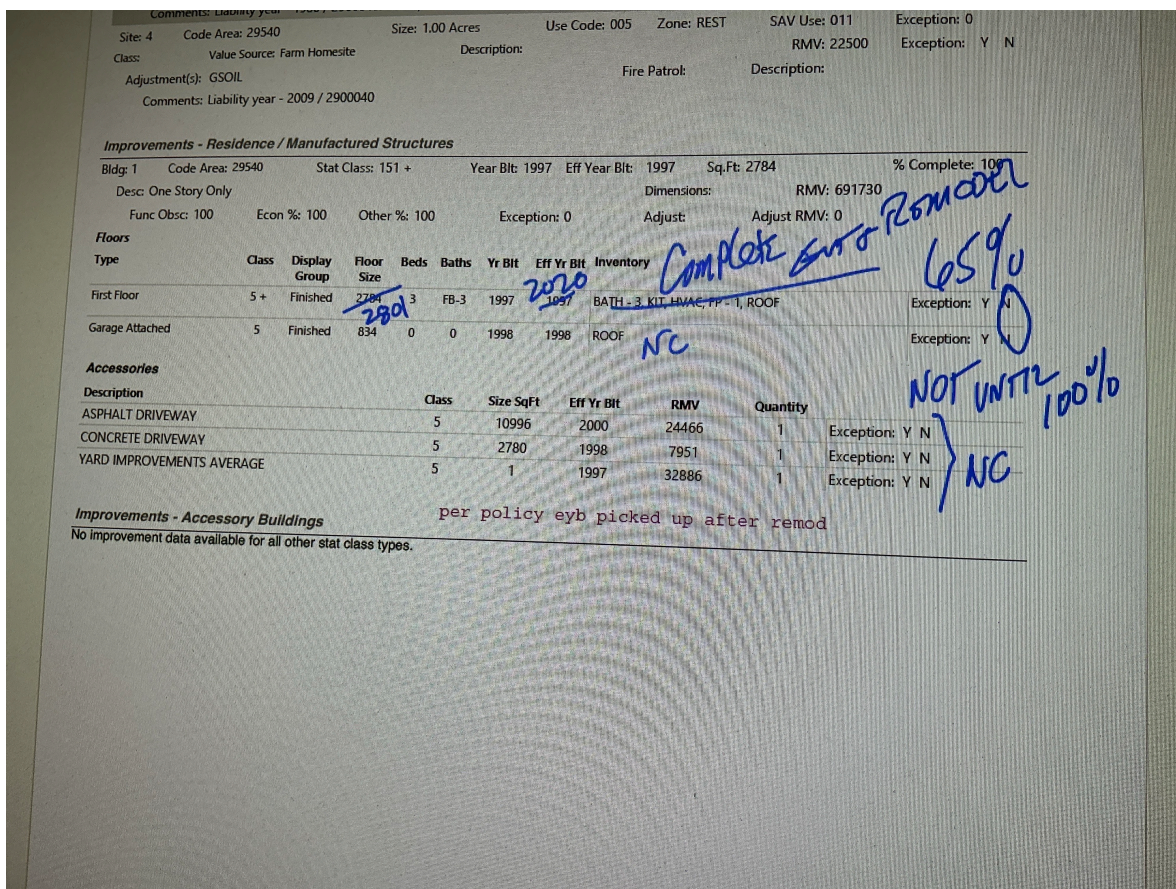 Comments: Liability year -
Site: 4 Code Area: 29540 Size: 1.00 Acres Use Code: 005 Zone: REST SAV Use: 011 Exception: 0
Class: Value Source: Farm Homesite Description: RMV: 22500 Exception: Y N
Adjustment(s): GSOIL Fire Patrol: Description:
Comments: Liability year - 2009 / 2900040
Improvements - Residence / Manufactured Structures
Bldg: 1 Code Area: 29540 Stat Class: 151 + Year Blt: 1997 Eff Year Blt: 1997 Sq.Ft: 2784 % Complete: 100
Desc: One Story Only Dimensions: RMV: 691730
Func Obsc: 100 Econ %: 100 Other %: 100 Exception: 0 Adjust: Adjust RMV: 0
Complete Gut & Remodel
65%
Floors
Type Class Display Group Floor Size Beds Baths Yr Blt Eff Yr Blt Inventory
2020
First Floor 5 + Finished 2784 3 FB-3 1997 1997 BATH - 3, KIT, HVAC, FP - 1, ROOF Exception: Y N
2801
Garage Attached 5 Finished 834 0 0 1998 1998 ROOF NC Exception: Y N
NOT UNTIL 100%
Accessories
Description Class Size SqFt Eff Yr Blt RMV Quantity
ASPHALT DRIVEWAY 5 10996 2000 24466 1 Exception: Y N
CONCRETE DRIVEWAY 5 2780 1998 7951 1 Exception: Y N
YARD IMPROVEMENTS AVERAGE 5 1 1997 32886 1 Exception: Y N
NC
Improvements - Accessory Buildings per policy eyb picked up after remod
No improvement data available for all other stat class types.